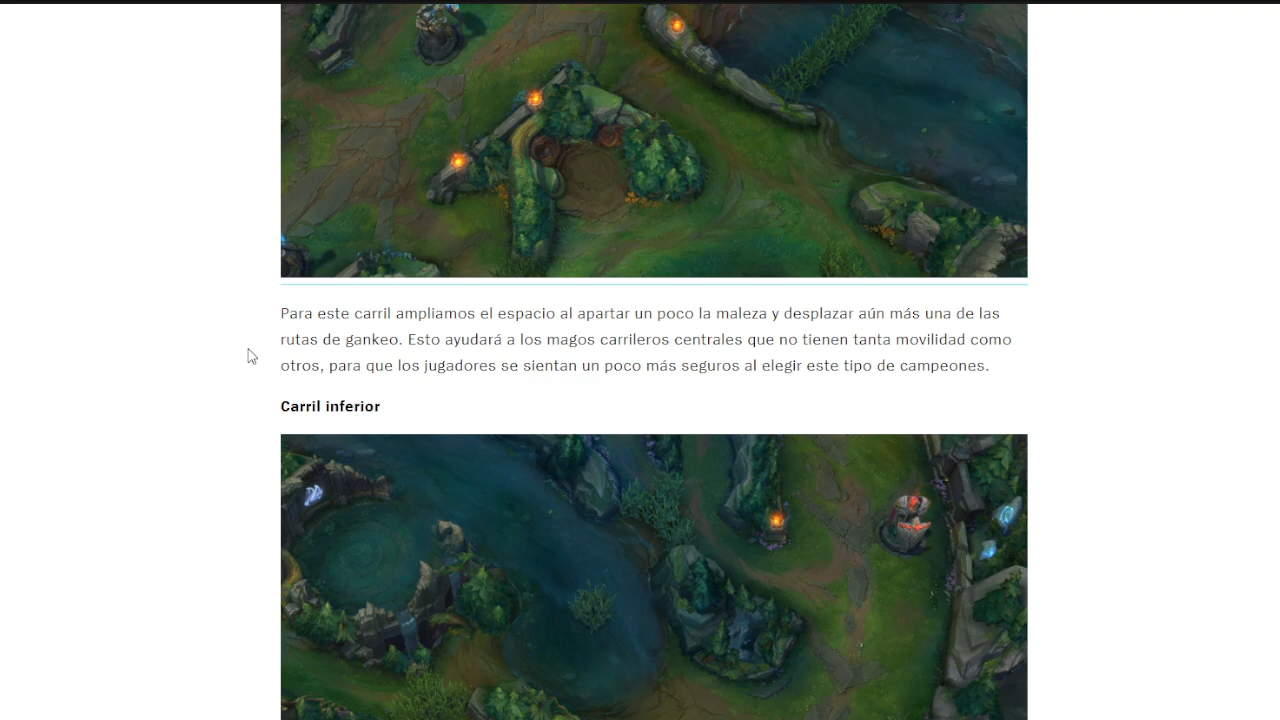 Para este carril ampliamos el espacio al apartar un poco la maleza y desplazar aún más una de las
rutas de gankeo. Esto ayudará a los magos carrileros centrales que no tienen tanta movilidad como
otros, para que los jugadores se sientan un poco más seguros al elegir este tipo de campeones.
Carril inferior